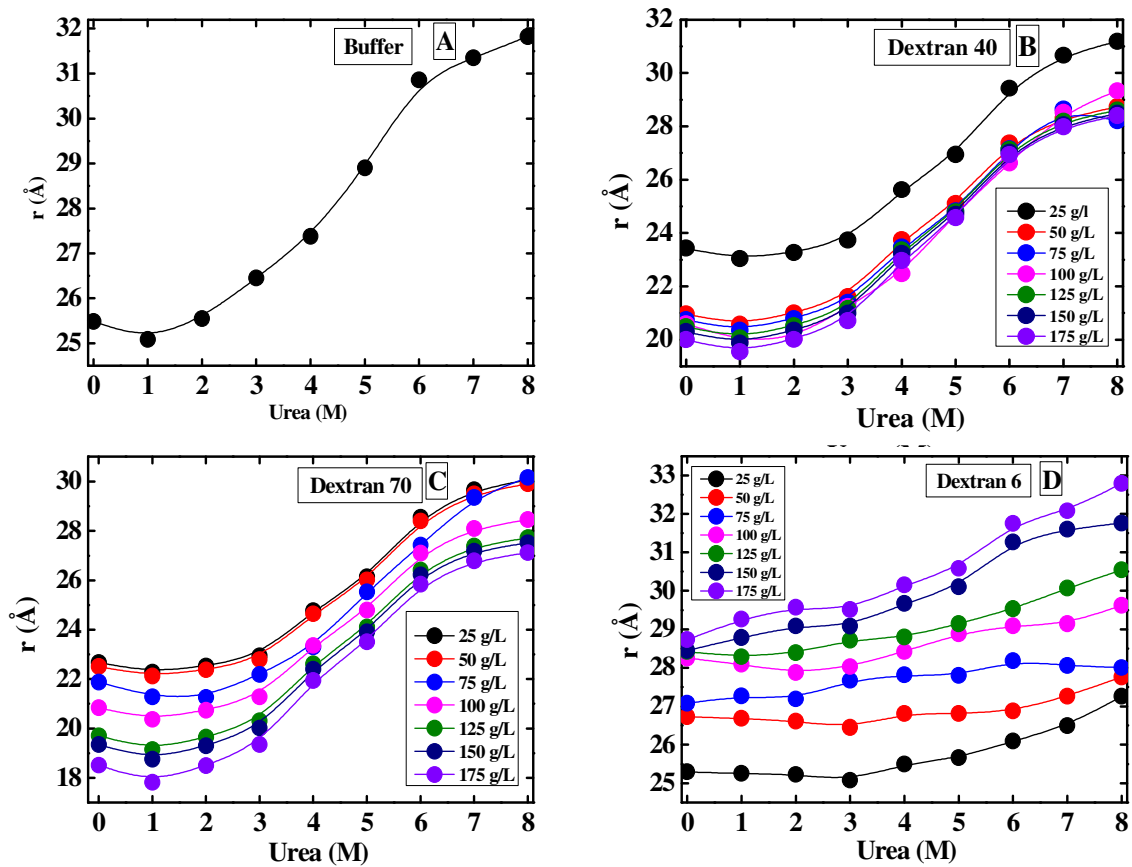 Buffer
A
r (Å)
32
31
30
29
28
27
26
25
0 1 2 3 4 5 6 7 8
Urea (M)
Dextran 40
B
r (Å)
32
30
28
26
24
22
20
25 g/l
50 g/L
75 g/L
100 g/L
125 g/L
150 g/L
175 g/L
0 1 2 3 4 5 6 7 8
Urea (M)
Dextran 70
C
r (Å)
30
28
26
24
22
20
18
25 g/L
50 g/L
75 g/L
100 g/L
125 g/L
150 g/L
175 g/L
0 1 2 3 4 5 6 7 8
Urea (M)
Dextran 6
D
r (Å)
33
32
31
30
29
28
27
26
25
25 g/L
50 g/L
75 g/L
100 g/L
125 g/L
150 g/L
175 g/L
0 1 2 3 4 5 6 7 8
Urea (M)